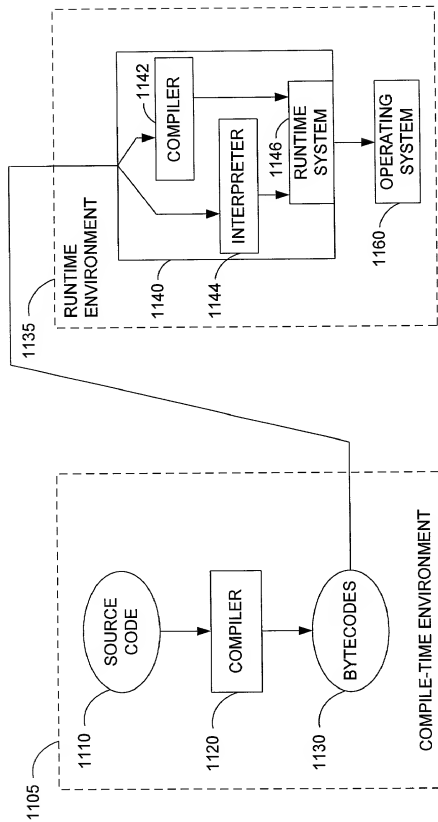 1105
1110
SOURCE
CODE
1120
COMPILER
1130
BYTECODES
COMPILE-TIME ENVIRONMENT
1135
RUNTIME
ENVIRONMENT
1140
1142
COMPILER
1144
INTERPRETER
1146
RUNTIME
SYSTEM
1160
OPERATING
SYSTEM